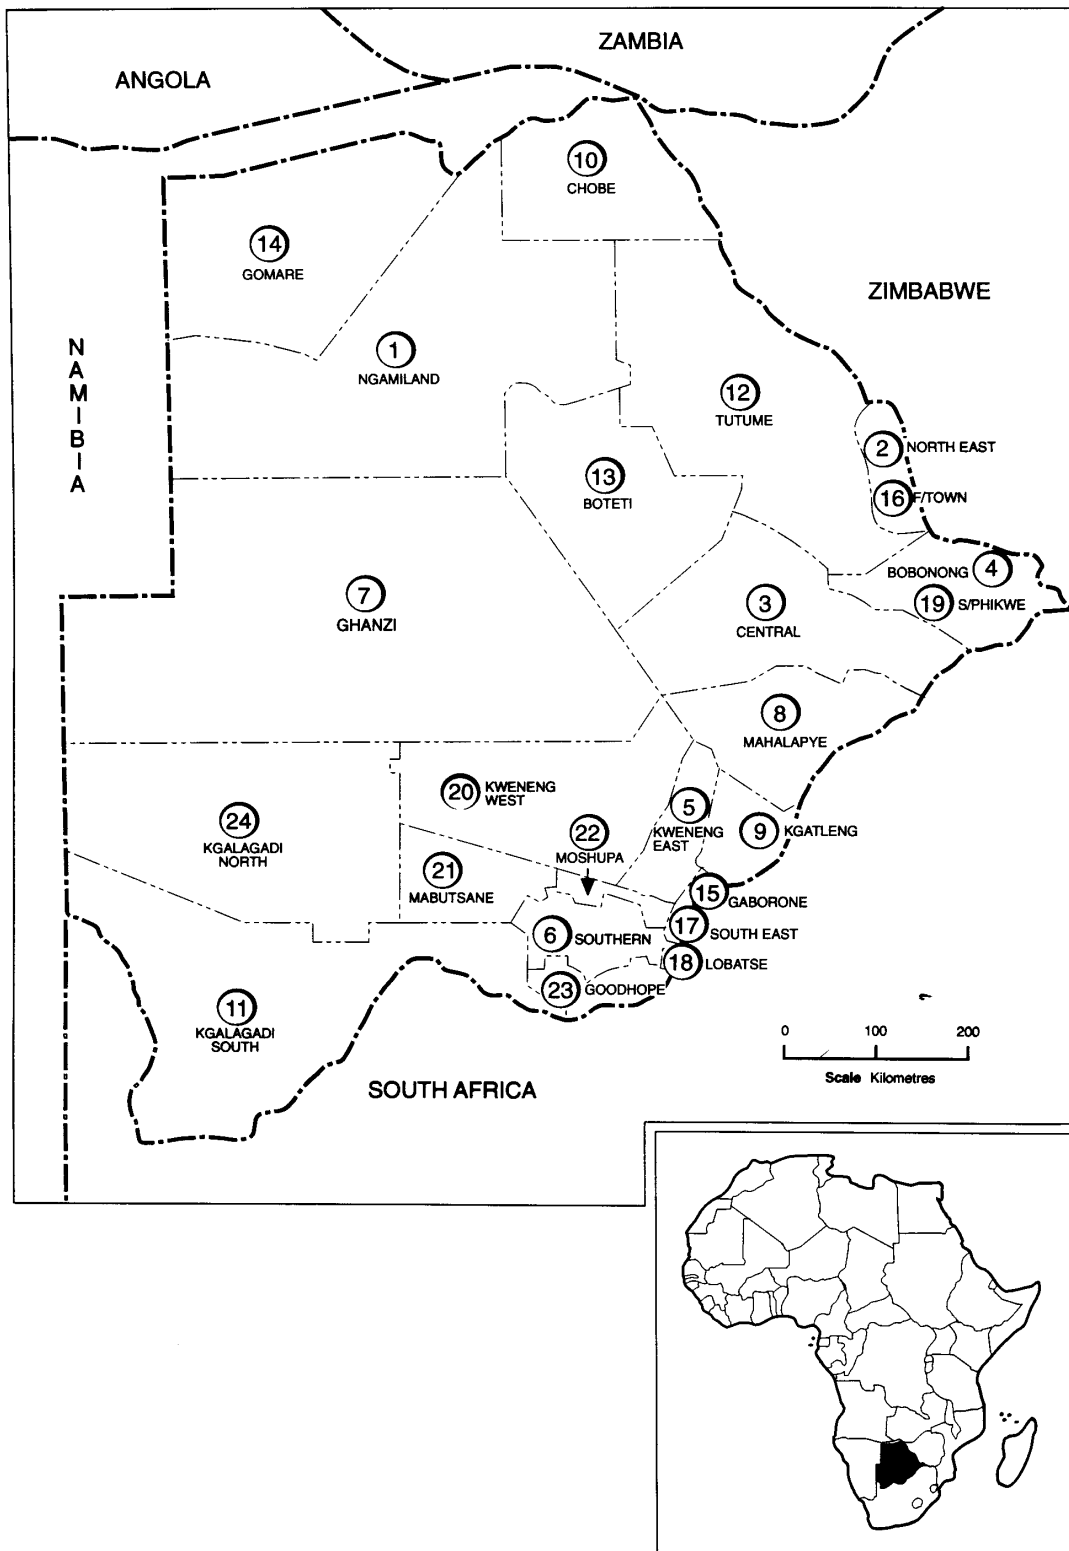 ZAMBIA
ANGOLA
10
CHOBE
14
GOMARE
ZIMBABWE
NAMIBIA
1
NGAMILAND
12
TUTUME
2 NORTH EAST
13
BOTETI
16 F/TOWN
BOBONONG 4
7
GHANZI
3
CENTRAL
19 S/PHIKWE
8
MAHALAPYE
20 KWENENG
WEST
24
KGALAGADI
NORTH
22
MOSHUPA
5
KWENENG
EAST
9 KGATLENG
21
MABUTSANE
15
GABORONE
6 SOUTHERN
17
SOUTH EAST
18 LOBATSE
23 GOODHOPE
11
KGALAGADI
SOUTH
0 100 200
Scale Kilometres
SOUTH AFRICA